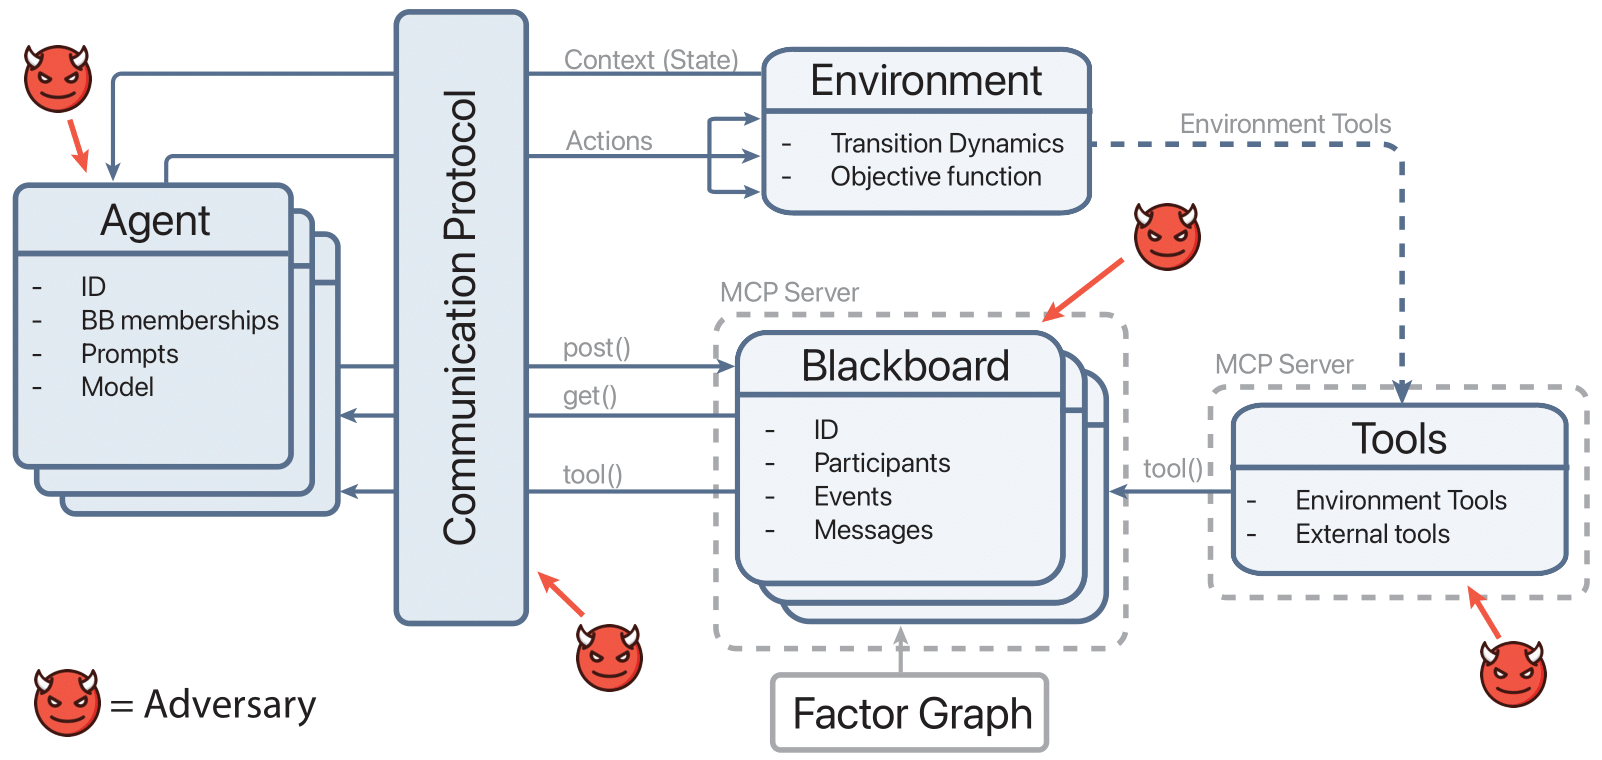 Context (State)
Actions
Communication Protocol
Environment
- Transition Dynamics
- Objective function
Environment Tools
Agent
- ID
- BB memberships
- Prompts
- Model
post()
get()
tool()
MCP Server
Blackboard
- ID
- Participants
- Events
- Messages
tool()
MCP Server
Tools
- Environment Tools
- External tools
Factor Graph
= Adversary